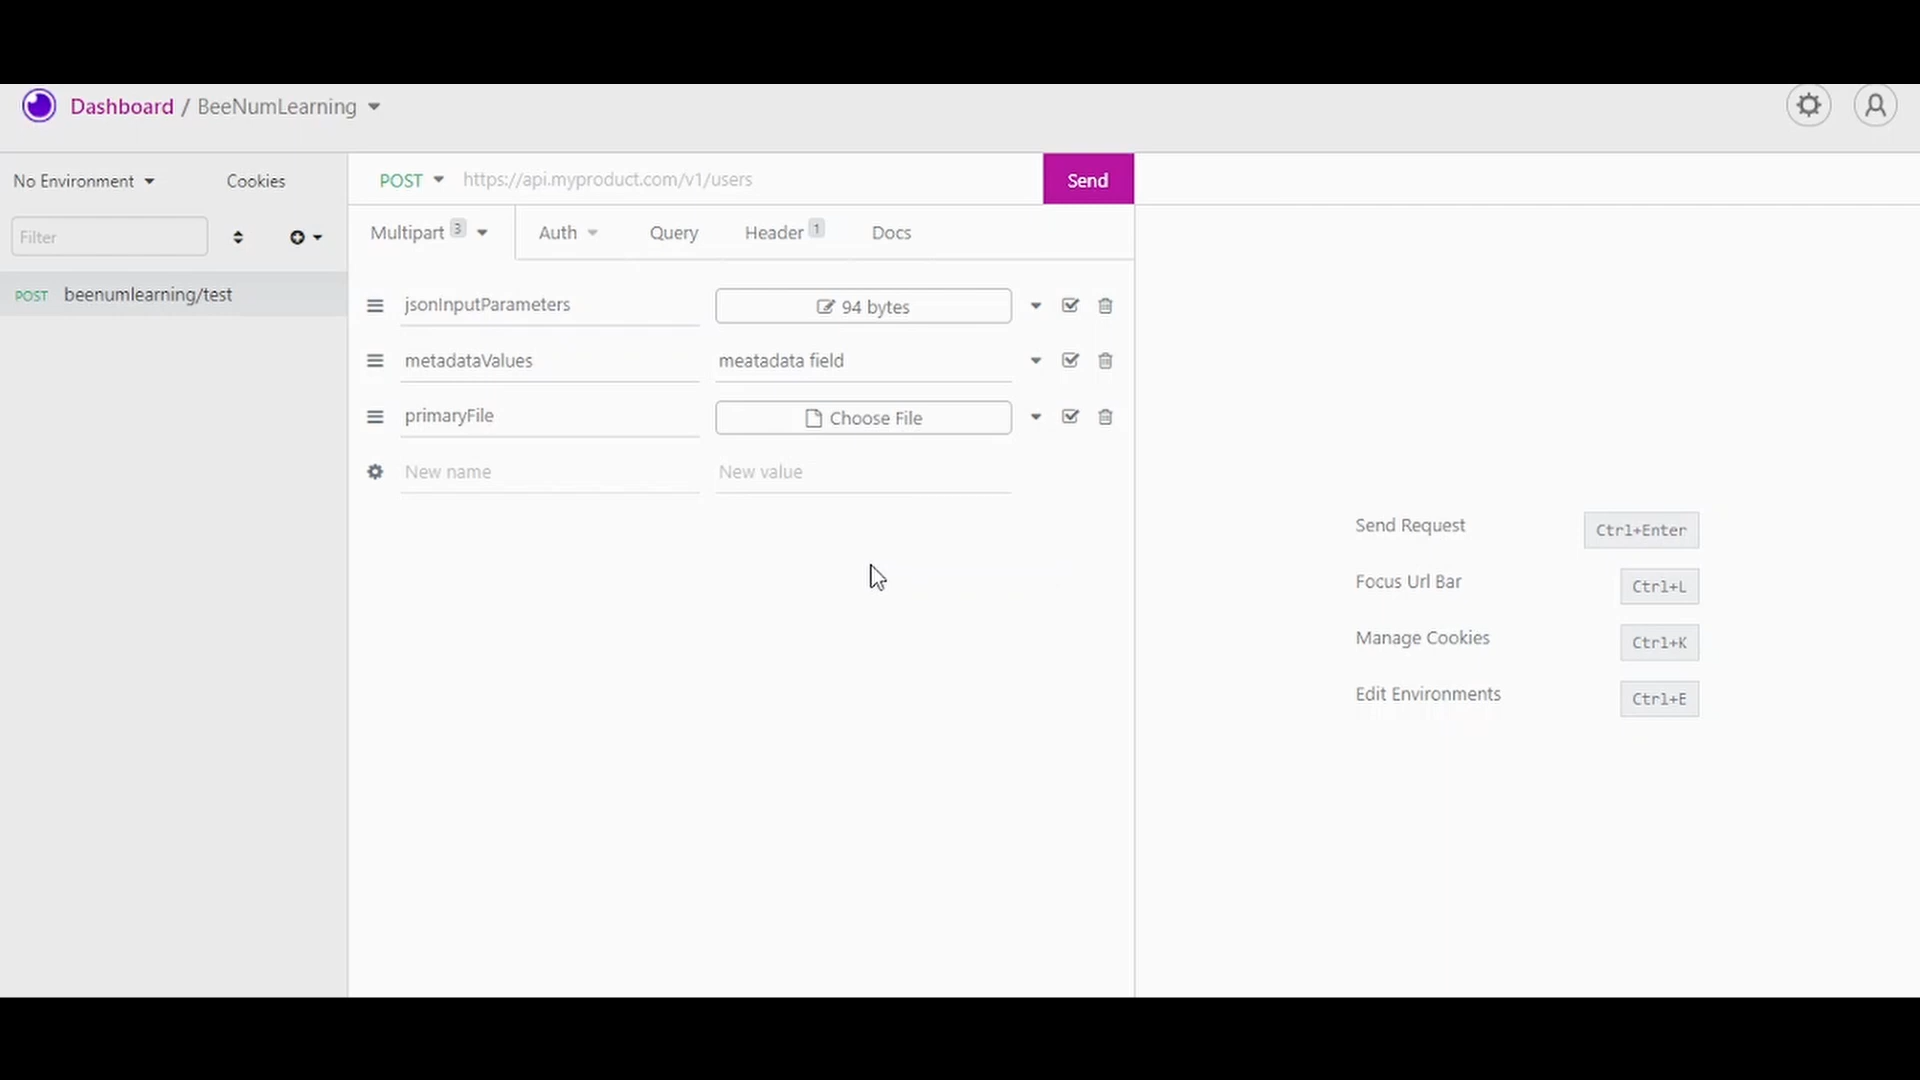 Dashboard / BeeNumLearning
No Environment
Cookies
POST
https://api.myproduct.com/v1/users
Send
Filter
Multipart 3
Auth
Query
Header 1
Docs
POST beenumlearning/test
jsonInputParameters
94 bytes
metadataValues
meatadata field
primaryFile
Choose File
New name
New value
Send Request
Ctrl+Enter
Focus Url Bar
Ctrl+L
Manage Cookies
Ctrl+K
Edit Environments
Ctrl+E